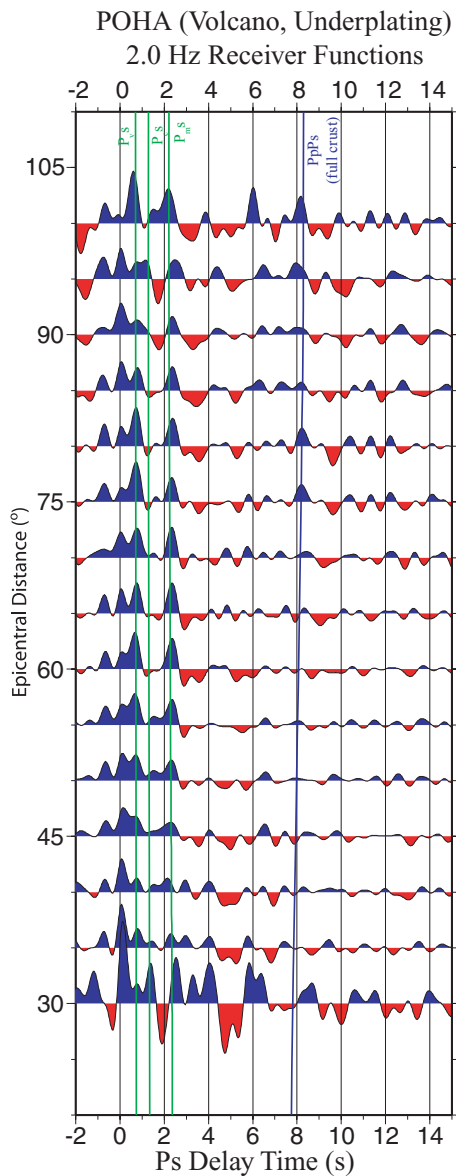 POHA (Volcano, Underplating)
2.0 Hz Receiver Functions
-2 0 2 4 6 8 10 12 14
Pᵥs
Pₘs
PpPs
(full crust)
105
90
75
60
45
30
Epicentral Distance (º)
-2 0 2 4 6 8 10 12 14
Ps Delay Time (s)